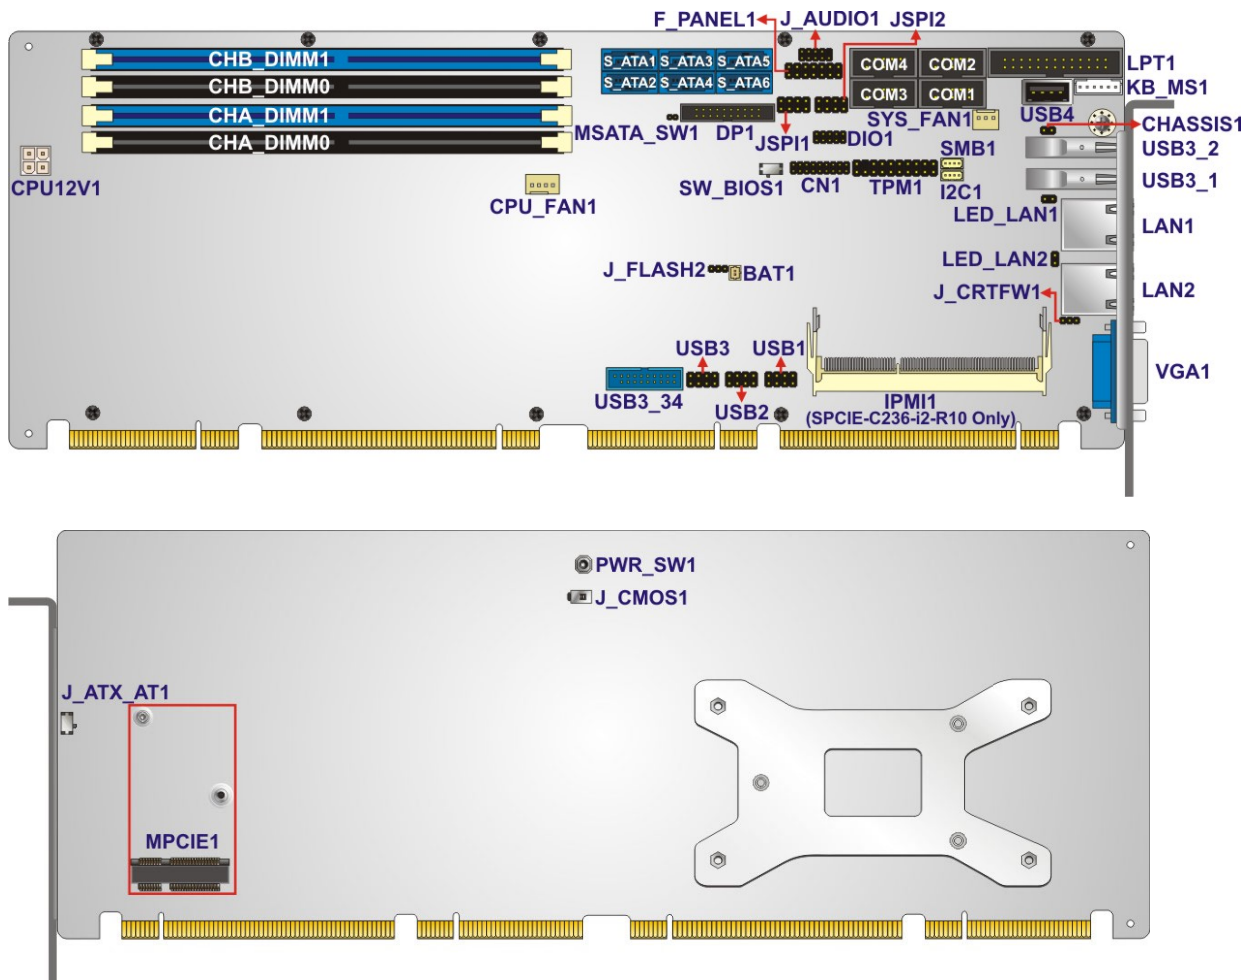 F_PANEL1
J_AUDIO1
JSPI2
CHB_DIMM1
CHB_DIMM0
CHA_DIMM1
CHA_DIMM0
S_ATA1
S_ATA3
S_ATA5
S_ATA2
S_ATA4
S_ATA6
COM4
COM2
COM3
COM1
LPT1
KB_MS1
USB4
SYS_FAN1
CHASSIS1
MSATA_SW1
DP1
JSPI1
DIO1
SMB1
USB3_2
CPU12V1
CPU_FAN1
SW_BIOS1
CN1
TPM1
I2C1
USB3_1
LED_LAN1
LAN1
J_FLASH2
BAT1
LED_LAN2
LAN2
J_CRTFW1
USB3
USB1
VGA1
USB3_34
USB2
IPMI1
(SPCIE-C236-i2-R10 Only)
PWR_SW1
J_CMOS1
J_ATX_AT1
MPCIE1